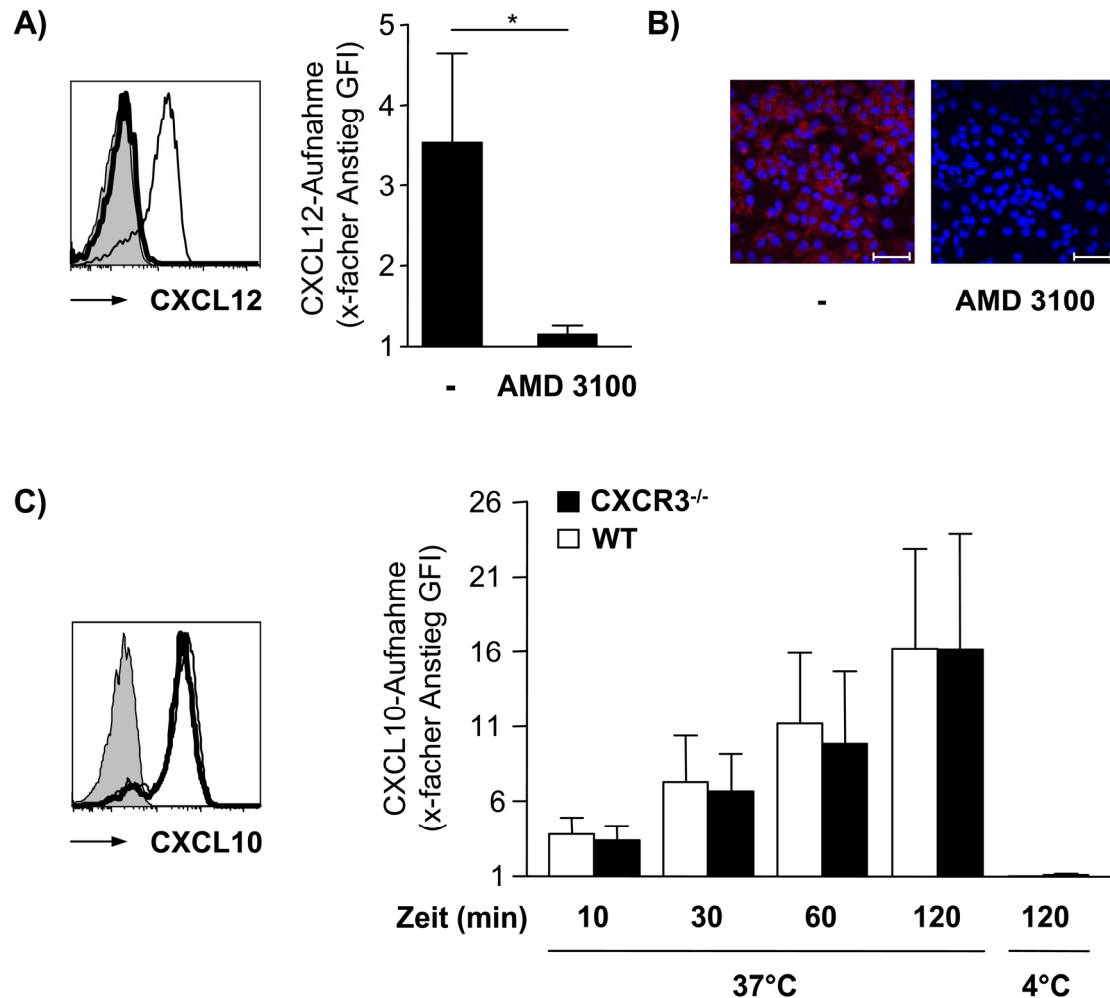 A)
CXCL12
CXCL12-Aufnahme
(x-facher Anstieg GFI)
5
4
3
2
1
*
-
AMD 3100
B)
-
AMD 3100
C)
CXCL10
CXCL10-Aufnahme
(x-facher Anstieg GFI)
26
21
16
11
6
1
CXCR3-/-
WT
Zeit (min) 10 30 60 120 120
37°C 4°C